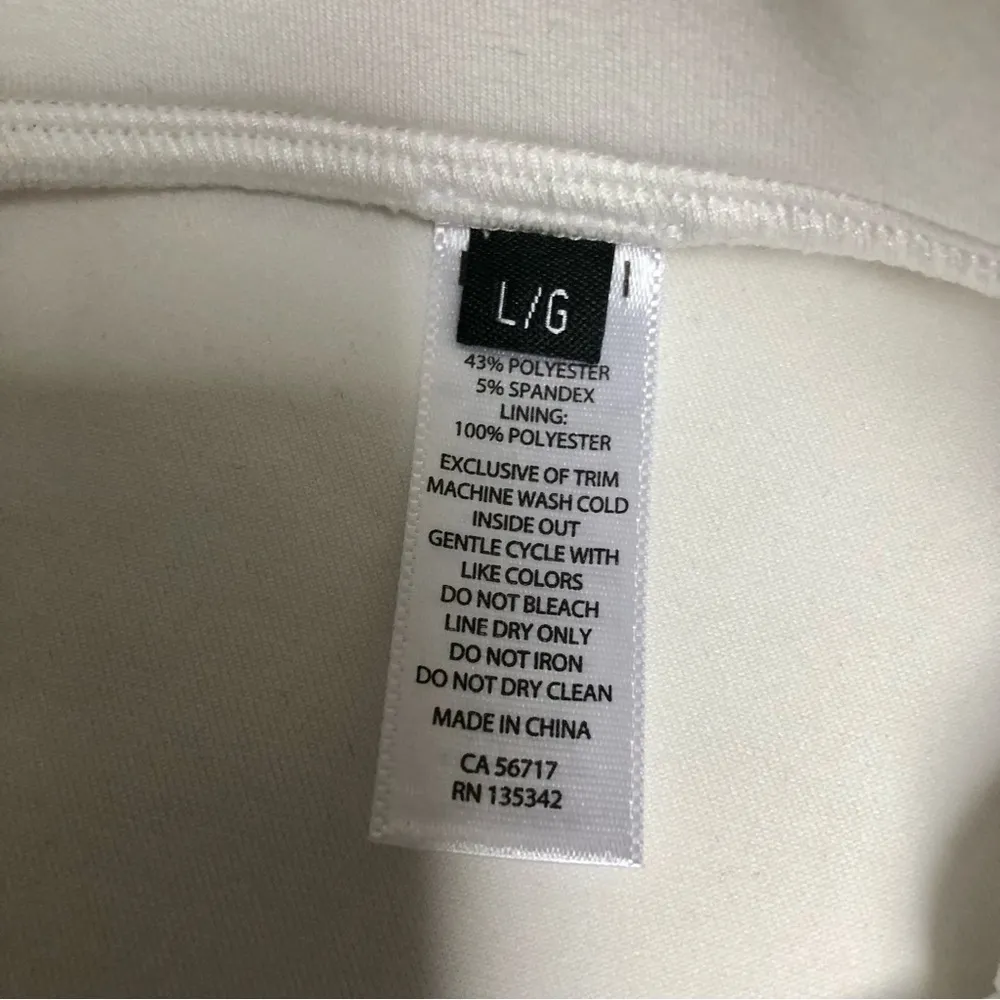 L/G
43% POLYESTER
5% SPANDEX
LINING:
100% POLYESTER
EXCLUSIVE OF TRIM
MACHINE WASH COLD
INSIDE OUT
GENTLE CYCLE WITH
LIKE COLORS
DO NOT BLEACH
LINE DRY ONLY
DO NOT IRON
DO NOT DRY CLEAN
MADE IN CHINA
CA 56717
RN 135342